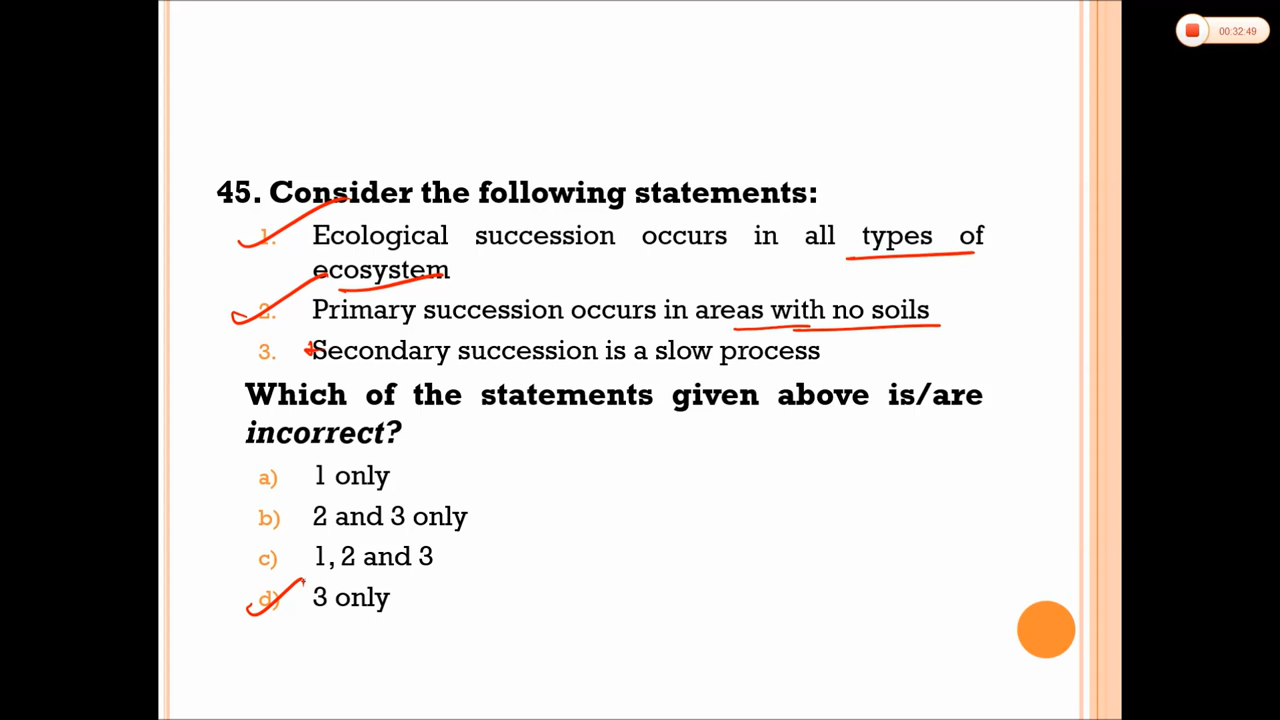 00:32:49
45. Consider the following statements:
1. Ecological succession occurs in all types of
ecosystem
2. Primary succession occurs in areas with no soils
3. Secondary succession is a slow process
Which of the statements given above is/are
incorrect?
a) 1 only
b) 2 and 3 only
c) 1, 2 and 3
d) 3 only